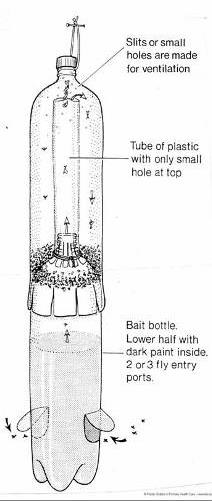 Slits or small
holes are made
for ventilation
Tube of plastic
with only small
hole at top
Bait bottle.
Lower half with
dark paint inside.
2 or 3 fly entry
ports.